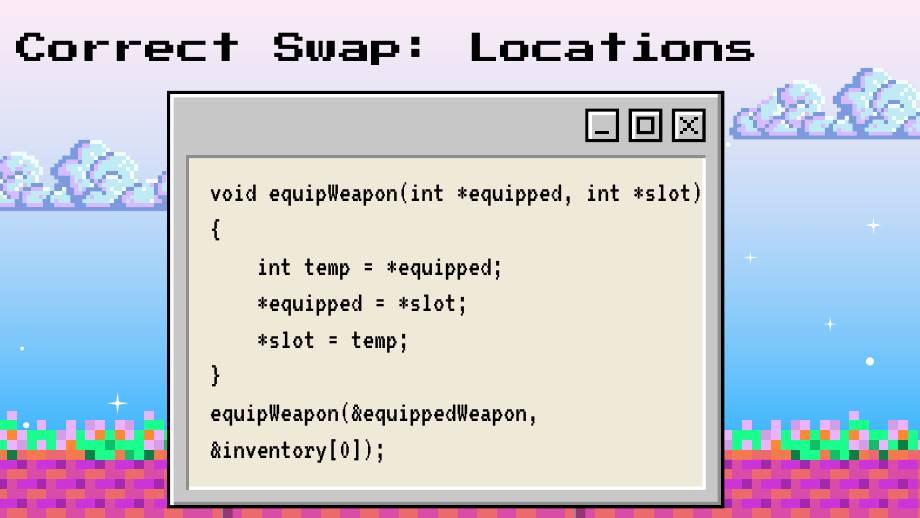 Correct Swap: Locations
void equipWeapon(int *equipped, int *slot)
{
    int temp = *equipped;
    *equipped = *slot;
    *slot = temp;
}
equipWeapon(&equippedWeapon,
&inventory[0]);